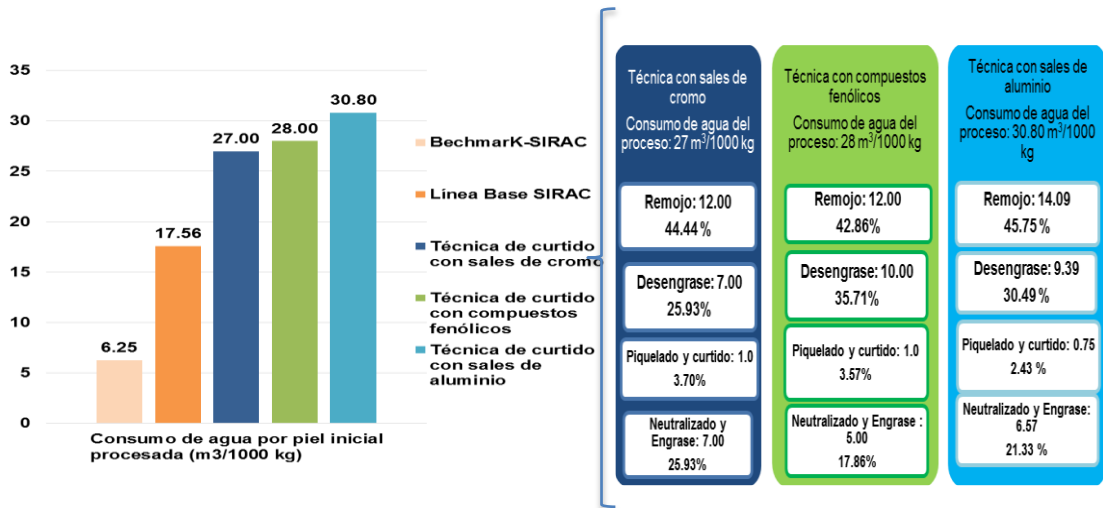 35
30
25
20
15
10
5
0
6.25
17.56
27.00
28.00
30.80
Consumo de agua por piel inicial
procesada (m3/1000 kg)
BechmarK-SIRAC
Línea Base SIRAC
Técnica de curtido
con sales de cromo
Técnica de curtido
con compuestos
fenólicos
Técnica de curtido
con sales de
aluminio
Técnica con sales de
cromo
Consumo de agua del
proceso: 27 m³/1000 kg
Remojo: 12.00
44.44 %
Desengrase: 7.00
25.93%
Piquelado y curtido: 1.0
3.70%
Neutralizado y
Engrase: 7.00
25.93%
Técnica con compuestos
fenólicos
Consumo de agua del
proceso: 28 m³/1000 kg
Remojo: 12.00
42.86%
Desengrase: 10.00
35.71%
Piquelado y curtido: 1.0
3.57%
Neutralizado y Engrase :
5.00
17.86%
Técnica con sales de
aluminio
Consumo de agua del
proceso: 30.80 m³/1000
kg
Remojo: 14.09
45.75%
Desengrase: 9.39
30.49%
Piquelado y curtido: 0.75
2.43 %
Neutralizado y Engrase:
6.57
21.33 %